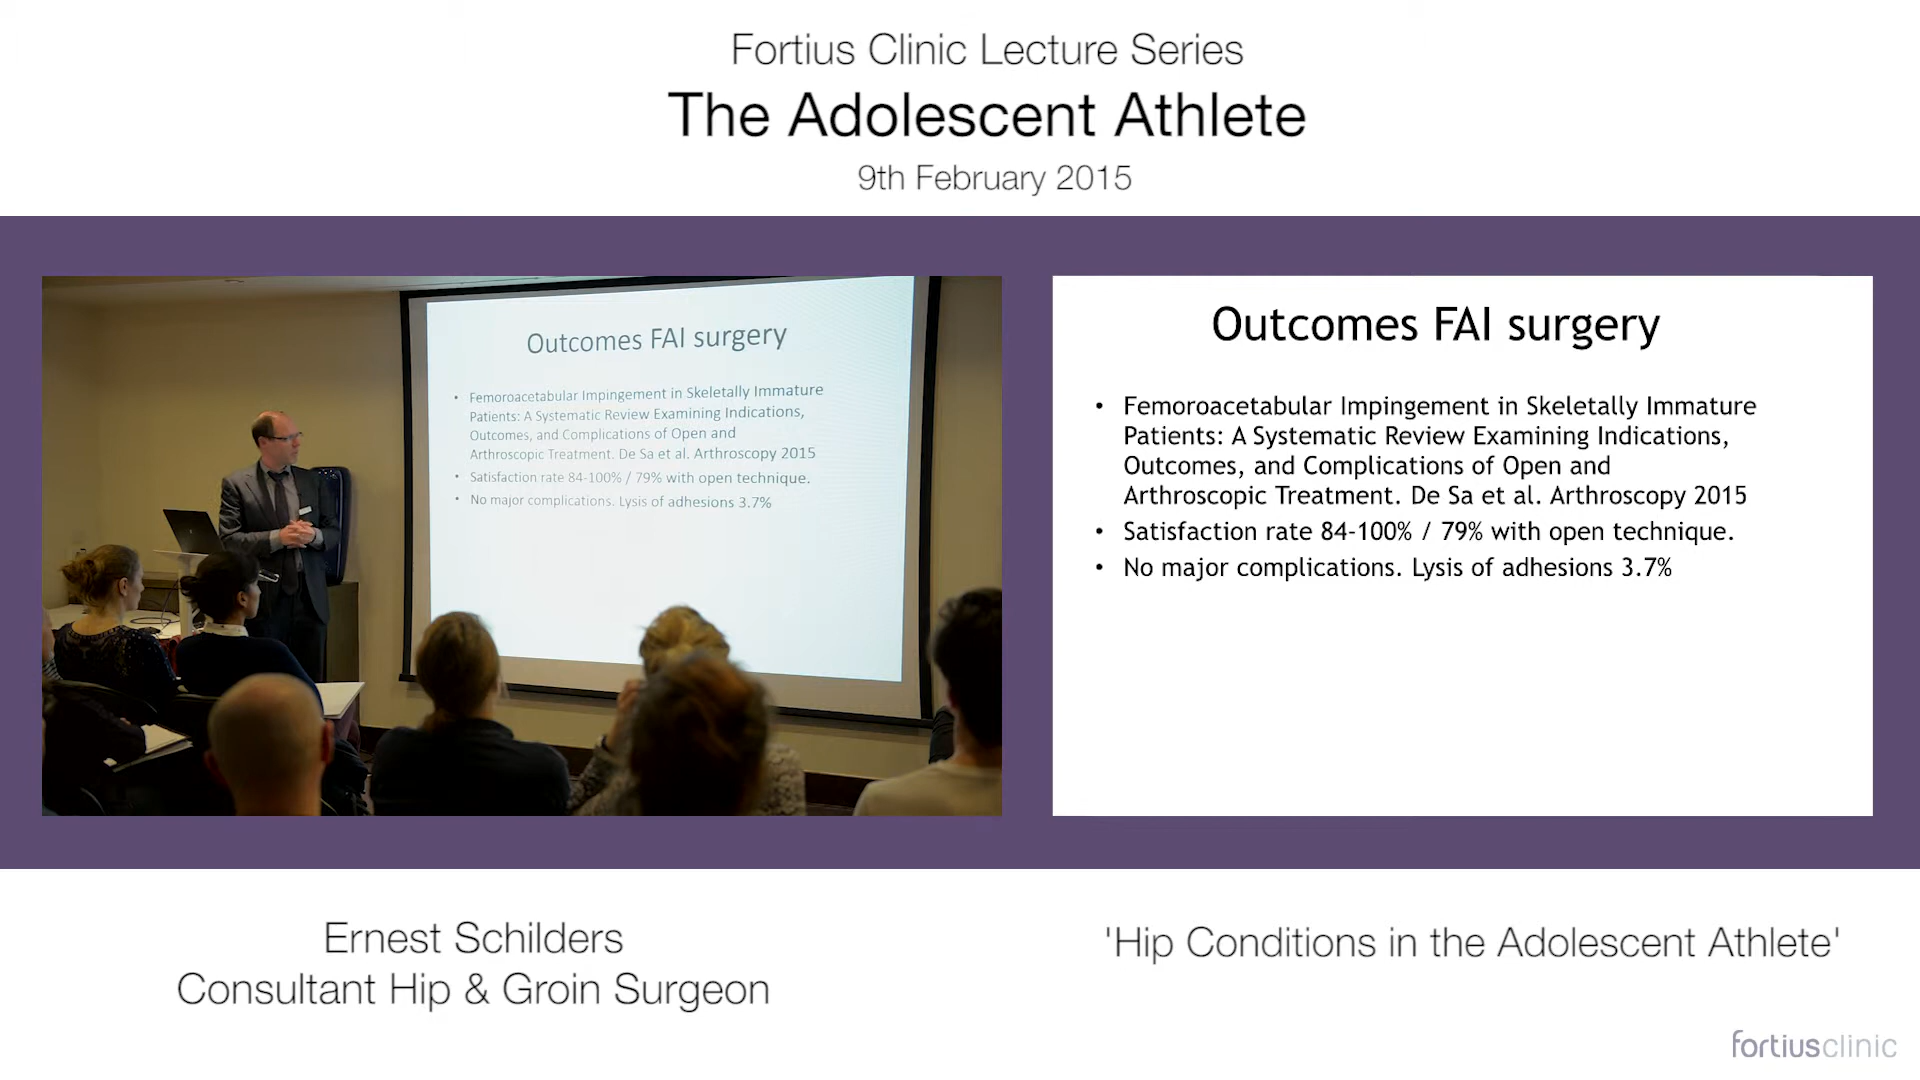 Fortius Clinic Lecture Series
The Adolescent Athlete
9th February 2015
Outcomes FAI surgery
• Femoroacetabular Impingement in Skeletally Immature
Patients: A Systematic Review Examining Indications,
Outcomes, and Complications of Open and
Arthroscopic Treatment. De Sa et al. Arthroscopy 2015
• Satisfaction rate 84-100% / 79% with open technique.
• No major complications. Lysis of adhesions 3.7%
Outcomes FAI surgery
• Femoroacetabular Impingement in Skeletally Immature
Patients: A Systematic Review Examining Indications,
Outcomes, and Complications of Open and
Arthroscopic Treatment. De Sa et al. Arthroscopy 2015
• Satisfaction rate 84-100% / 79% with open technique.
• No major complications. Lysis of adhesions 3.7%
Ernest Schilders
Consultant Hip & Groin Surgeon
'Hip Conditions in the Adolescent Athlete'
fortiusclinic